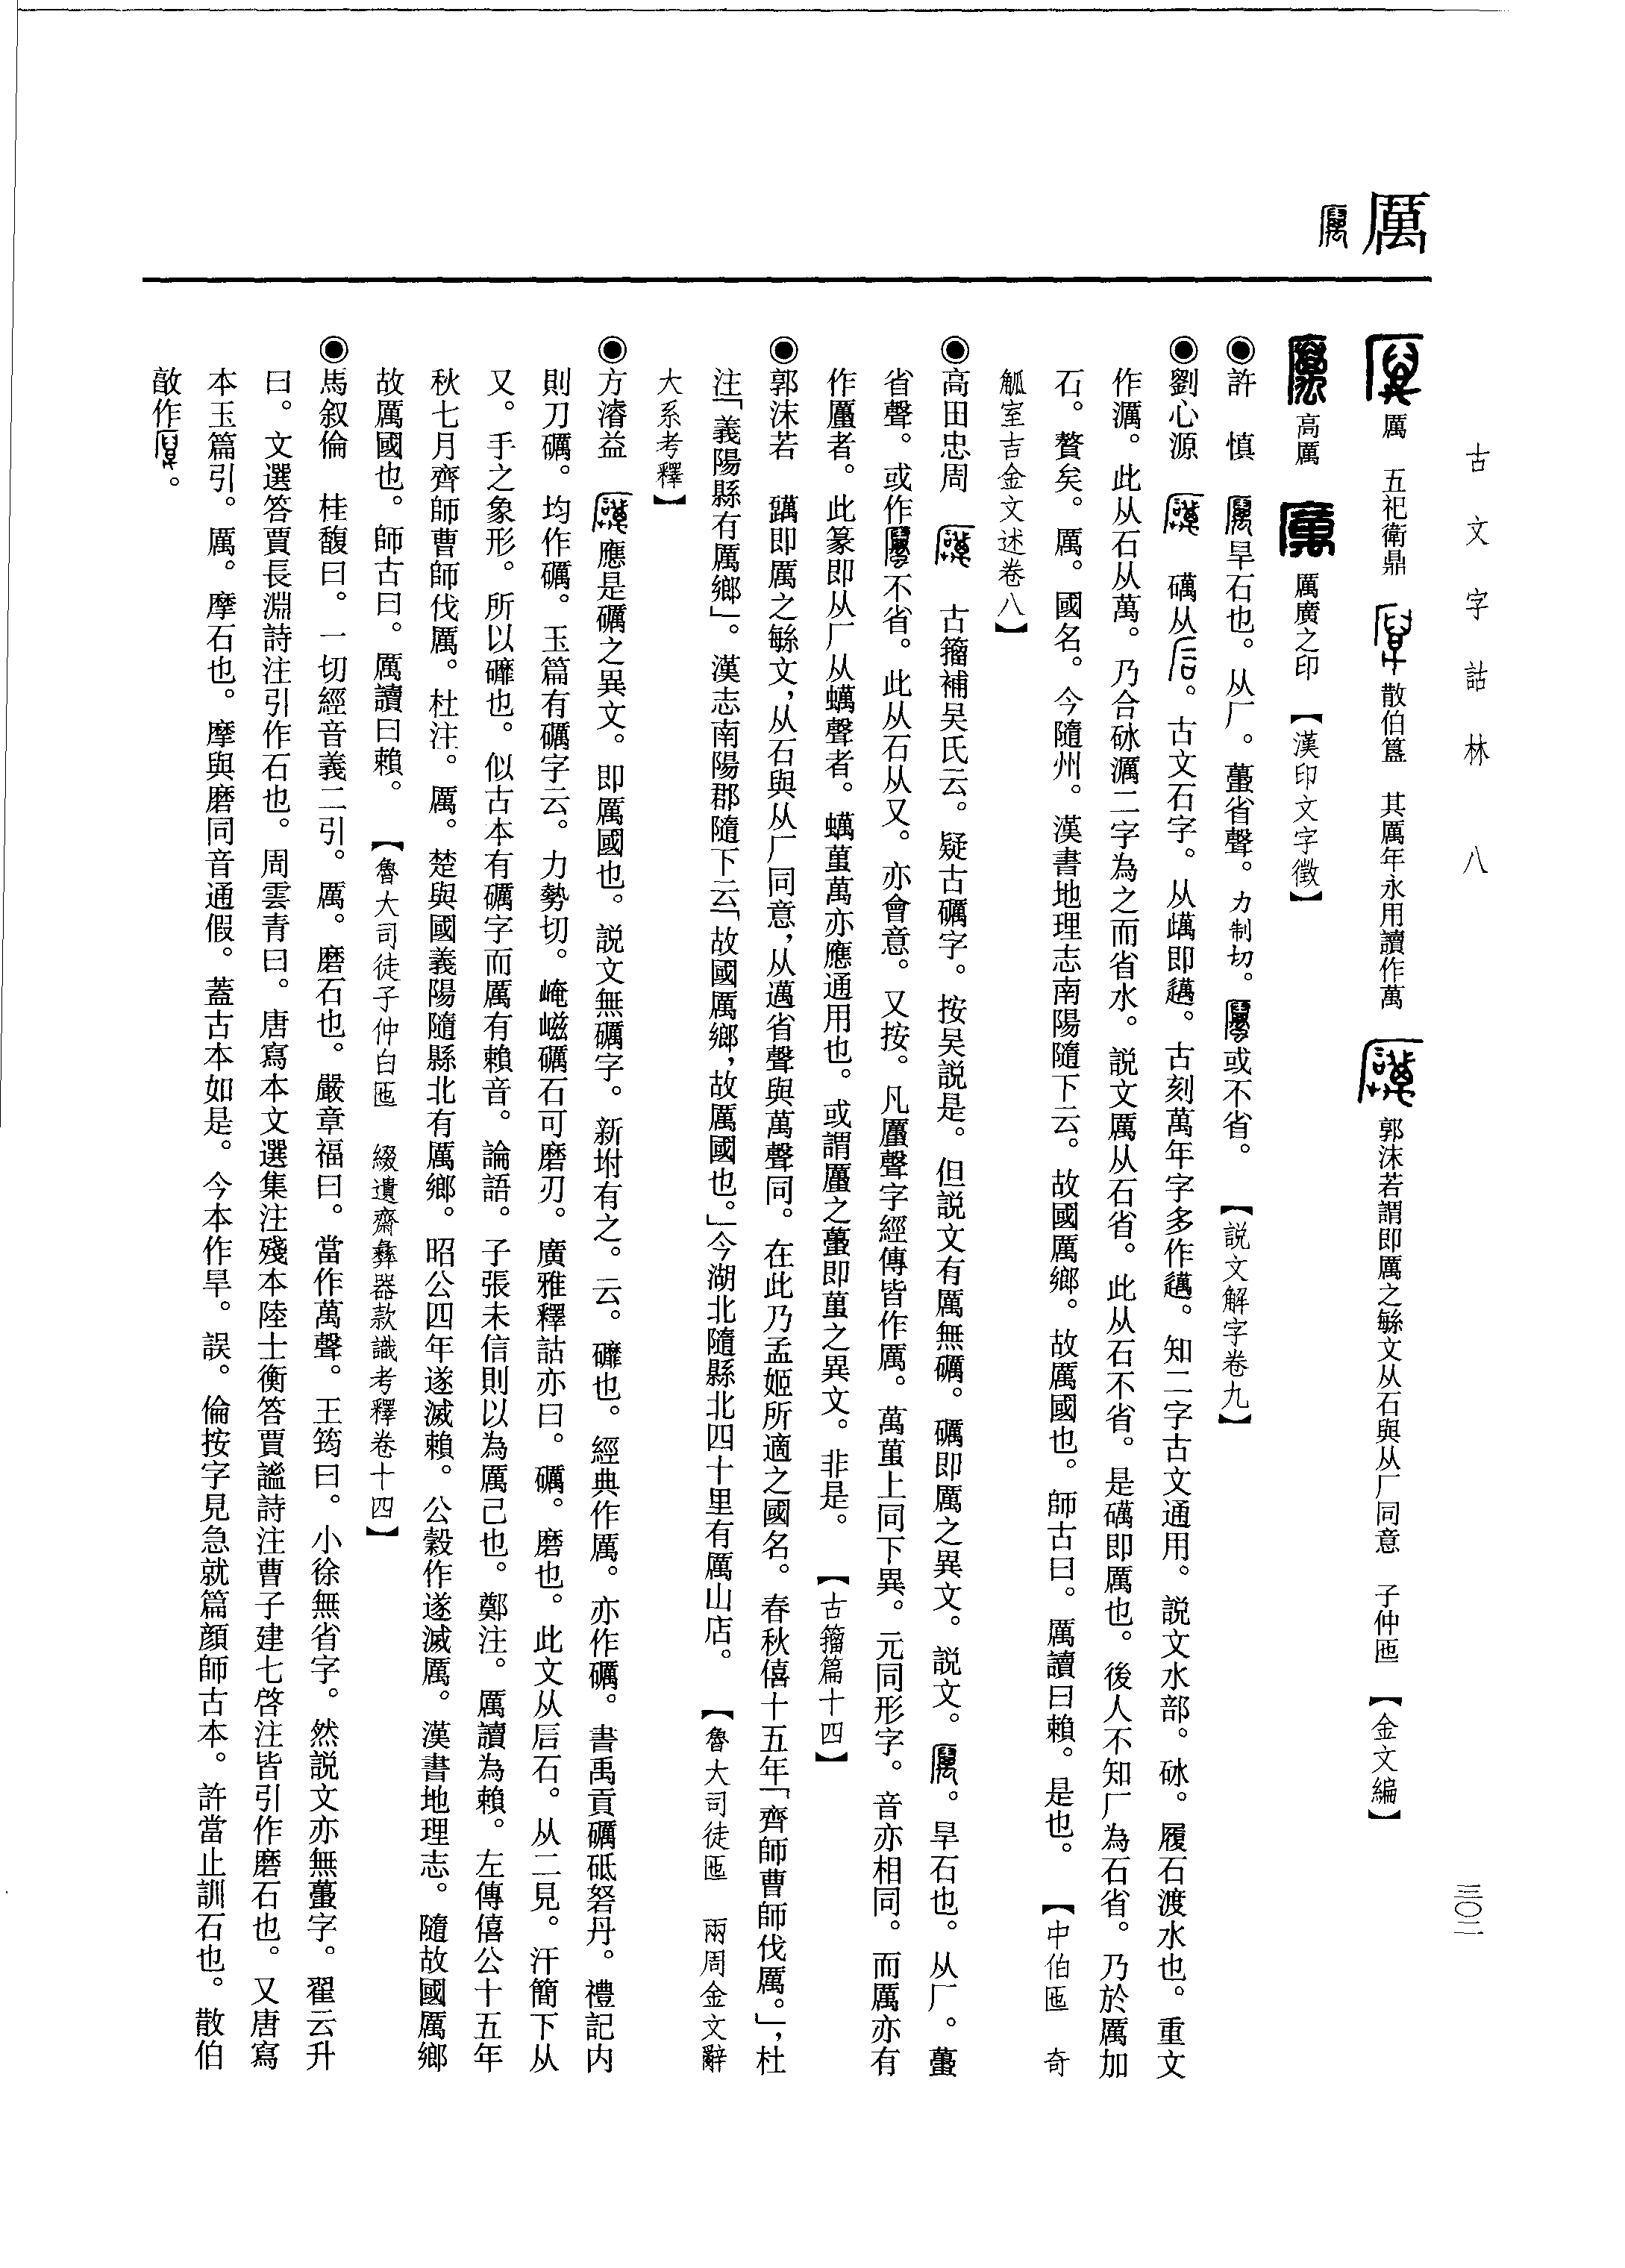 古文字詁林 八
三〇二
厲
厲 五祀衛鼎 散伯簋 其厲年永用讀作萬 郭沫若謂即厲之緐文从石與从厂同意 子仲匜 【金文編】
高厲 厲廣之印 【漢印文字徵】
◉許 慎 旱石也。从厂。蠆省聲。力制切。或不省。 【説文解字卷九】
◉劉心源 礪从。古文石字。从即邁。古刻萬年字多作邁。知二字古文通用。説文水部。砅。履石渡水也。重文
作濿。此从石从萬。乃合砅濿二字為之而省水。説文厲从石省。此从石不省。是礪即厲也。後人不知厂為石省。乃於厲加
石。贅矣。厲。國名。今隨州。漢書地理志南陽隨下云。故國厲鄉。故厲國也。師古曰。厲讀曰賴。是也。 【中伯匜 奇
觚室吉金文述卷八】
◉高田忠周 古籀補吴氏云。疑古礪字。按吴説是。但説文有厲無礪。礪即厲之異文。説文。旱石也。从厂。蠆
省聲。或作不省。此从石从又。亦會意。又按。凡聲字經傳皆作厲。萬萬上同下異。元同形字。音亦相同。而厲亦有
作者。此篆即从厂从蠣聲者。蠣萬亦應通用也。或謂之蠆即之異文。非是。 【古籀篇十四】
◉郭沫若 即厲之緐文，从石與从厂同意，从邁省聲與萬聲同。在此乃孟姬所適之國名。春秋僖十五年「齊師曹師伐厲。」，杜
注「義陽縣有厲鄉」。漢志南陽郡隨下云「故國厲鄉，故厲國也。」今湖北隨縣北四十里有厲山店。 【魯大司徒匜 兩周金文辭
大系考釋】
◉方濬益 應是礪之異文。即厲國也。説文無礪字。新坿有之。云。䃺也。經典作厲。亦作礪。書禹貢礪砥砮丹。禮記内
則刀礪。均作礪。玉篇有礪字云。力勢切。崦嵫礪石可磨刃。廣雅釋詁亦曰。礪。磨也。此文从石。从二見。汗簡下从
又。手之象形。所以䃺也。似古本有礪字而厲有賴音。論語。子張未信則以為厲己也。鄭注。厲讀為賴。左傳僖公十五年
秋七月齊師曹師伐厲。杜注。厲。楚與國義陽隨縣北有厲鄉。昭公四年遂滅賴。公穀作遂滅厲。漢書地理志。隨故國厲鄉
故厲國也。師古曰。厲讀曰賴。 【魯大司徒子仲白匜 綴遺齋彝器款識考釋卷十四】
◉馬叙倫 桂馥曰。一切經音義二引。厲。磨石也。嚴章福曰。當作萬聲。王筠曰。小徐無省字。然説文亦無蠆字。翟云升
曰。文選答賈長淵詩注引作石也。周雲青曰。唐寫本文選集注殘本陸士衡答賈謐詩注曹子建七啓注皆引作磨石也。又唐寫
本玉篇引。厲。摩石也。摩與磨同音通假。蓋古本如是。今本作旱。誤。倫按字見急就篇顔師古本。許當止訓石也。散伯
𣪘作。